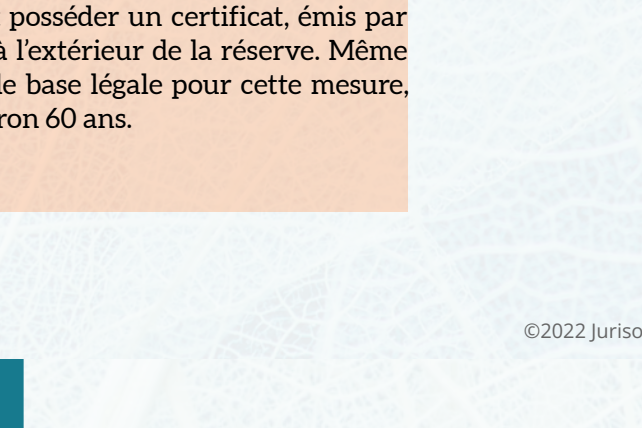 posséder un certificat, émis par
à l'extérieur de la réserve. Même
de base légale pour cette mesure,
ron 60 ans.
©2022 Juriso